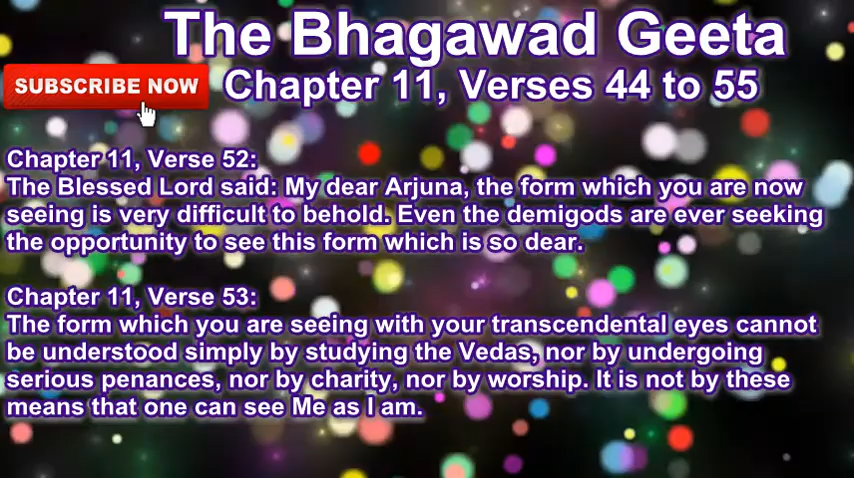 The Bhagawad Geeta
SUBSCRIBE NOW
Chapter 11, Verses 44 to 55
Chapter 11, Verse 52:
The Blessed Lord said: My dear Arjuna, the form which you are now
seeing is very difficult to behold. Even the demigods are ever seeking
the opportunity to see this form which is so dear.
Chapter 11, Verse 53:
The form which you are seeing with your transcendental eyes cannot
be understood simply by studying the Vedas, nor by undergoing
serious penances, nor by charity, nor by worship. It is not by these
means that one can see Me as I am.